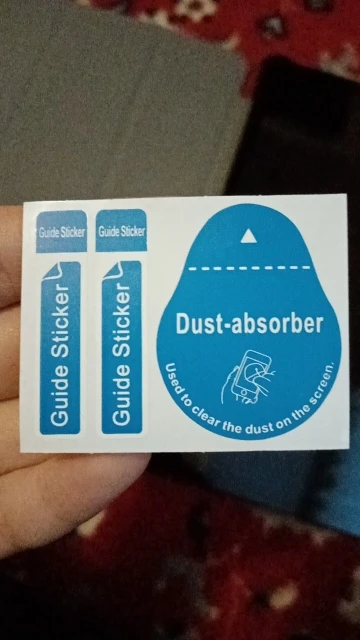 Guide Sticker
Guide Sticker
Guide Sticker
Guide Sticker
Dust-absorber
Used to clear the dust on the screen.